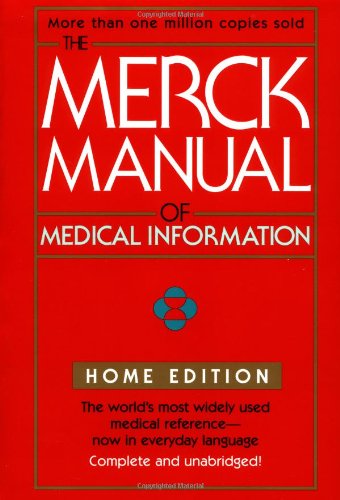 More than one million copies sold
THE
MERCK
MANUAL
OF
MEDICAL INFORMATION
HOME EDITION
The world's most widely used
medical reference—
now in everyday language
Complete and unabridged!